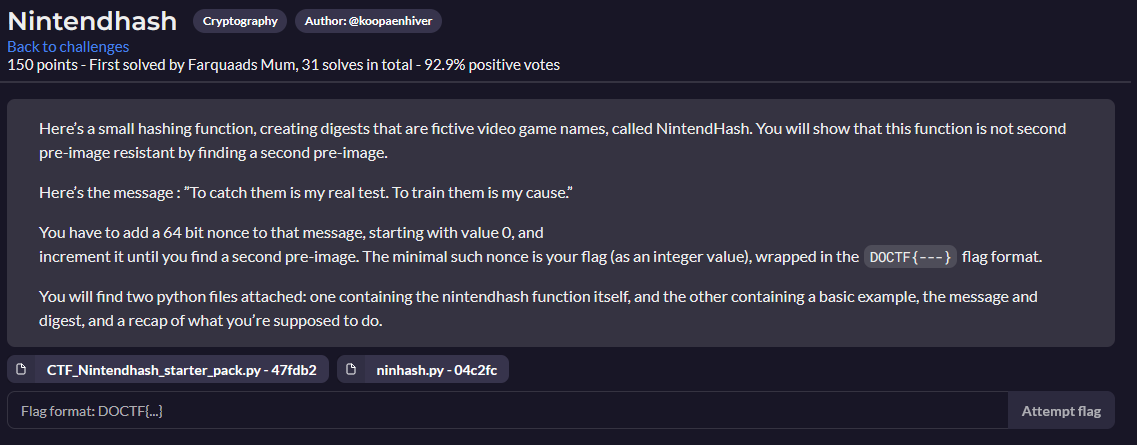 Nintendhash Cryptography Author: @koopaenhiver
Back to challenges
150 points - First solved by Farquaads Mum, 31 solves in total - 92.9% positive votes
Here's a small hashing function, creating digests that are fictive video game names, called NintendHash. You will show that this function is not second
pre-image resistant by finding a second pre-image.
Here's the message : ”To catch them is my real test. To train them is my cause.”
You have to add a 64 bit nonce to that message, starting with value 0, and
increment it until you find a second pre-image. The minimal such nonce is your flag (as an integer value), wrapped in the DOCTF{---} flag format.
You will find two python files attached: one containing the nintendhash function itself, and the other containing a basic example, the message and
digest, and a recap of what you're supposed to do.
CTF_Nintendhash_starter_pack.py - 47fdb2 ninhash.py - 04c2fc
Flag format: DOCTF{...} Attempt flag